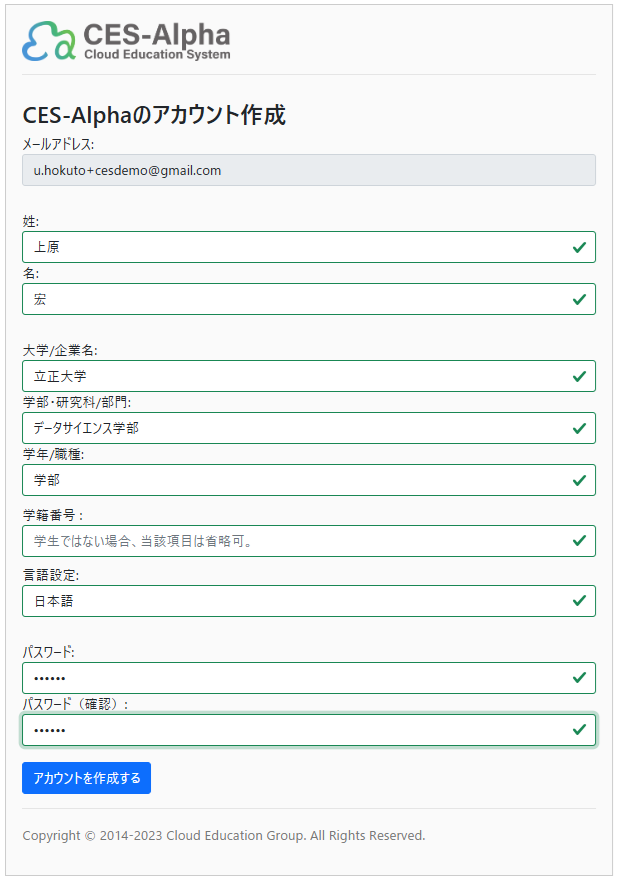 CES-Alpha
Cloud Education System
CES-Alphaのアカウント作成
メールアドレス:
u.hokuto+cesdemo@gmail.com
姓:
上原
名:
宏
大学/企業名:
立正大学
学部・研究科/部門:
データサイエンス学部
学年/職種:
学部
学籍番号 :
学生ではない場合、当該項目は省略可。
言語設定:
日本語
パスワード:
••••••
パスワード（確認）:
••••••
アカウントを作成する
Copyright © 2014-2023 Cloud Education Group. All Rights Reserved.